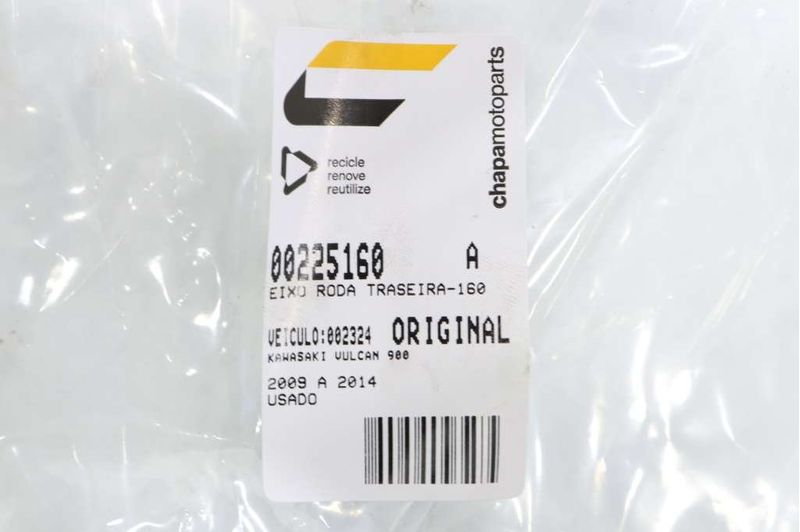 chapamotoparts
recicle
renove
reutilize
00225160 A
EIXO RODA TRASEIRA-160
VEICULO:002324 ORIGINAL
KAWASAKI VULCAN 900
2009 A 2014
USADO